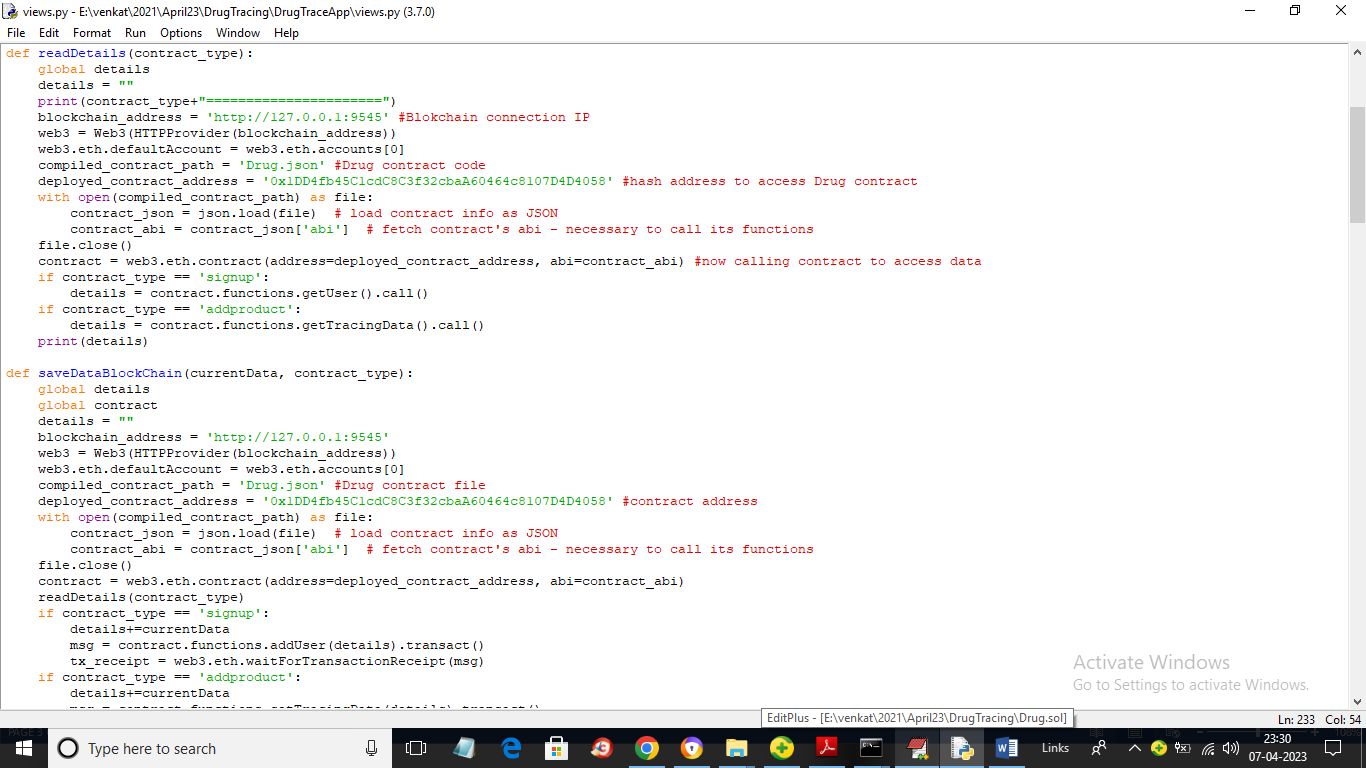 views.py - E:\venkat\2021\April23\DrugTracing\DrugTraceApp\views.py (3.7.0)
File Edit Format Run Options Window Help
def readDetails(contract_type):
    global details
    details = ""
    print(contract_type+"======================")
    blockchain_address = 'http://127.0.0.1:9545' #Blokchain connection IP
    web3 = Web3(HTTPProvider(blockchain_address))
    web3.eth.defaultAccount = web3.eth.accounts[0]
    compiled_contract_path = 'Drug.json' #Drug contract code
    deployed_contract_address = '0x1DD4fb45C1cdC8C3f32cbaA60464c8107D4D4058' #hash address to access Drug contract
    with open(compiled_contract_path) as file:
        contract_json = json.load(file)  # load contract info as JSON
        contract_abi = contract_json['abi']  # fetch contract's abi - necessary to call its functions
    file.close()
    contract = web3.eth.contract(address=deployed_contract_address, abi=contract_abi) #now calling contract to access data
    if contract_type == 'signup':
        details = contract.functions.getUser().call()
    if contract_type == 'addproduct':
        details = contract.functions.getTracingData().call()
    print(details)
def saveDataBlockChain(currentData, contract_type):
    global details
    global contract
    details = ""
    blockchain_address = 'http://127.0.0.1:9545'
    web3 = Web3(HTTPProvider(blockchain_address))
    web3.eth.defaultAccount = web3.eth.accounts[0]
    compiled_contract_path = 'Drug.json' #Drug contract file
    deployed_contract_address = '0x1DD4fb45C1cdC8C3f32cbaA60464c8107D4D4058' #contract address
    with open(compiled_contract_path) as file:
        contract_json = json.load(file)  # load contract info as JSON
        contract_abi = contract_json['abi']  # fetch contract's abi - necessary to call its functions
    file.close()
    contract = web3.eth.contract(address=deployed_contract_address, abi=contract_abi)
    readDetails(contract_type)
    if contract_type == 'signup':
        details+=currentData
        msg = contract.functions.addUser(details).transact()
        tx_receipt = web3.eth.waitForTransactionReceipt(msg)
    if contract_type == 'addproduct':
        details+=currentData
Activate Windows
Go to Settings to activate Windows.
EditPlus - [E:\venkat\2021\April23\DrugTracing\Drug.sol]
Ln: 233 Col: 54
Type here to search
Links
23:30
07-04-2023